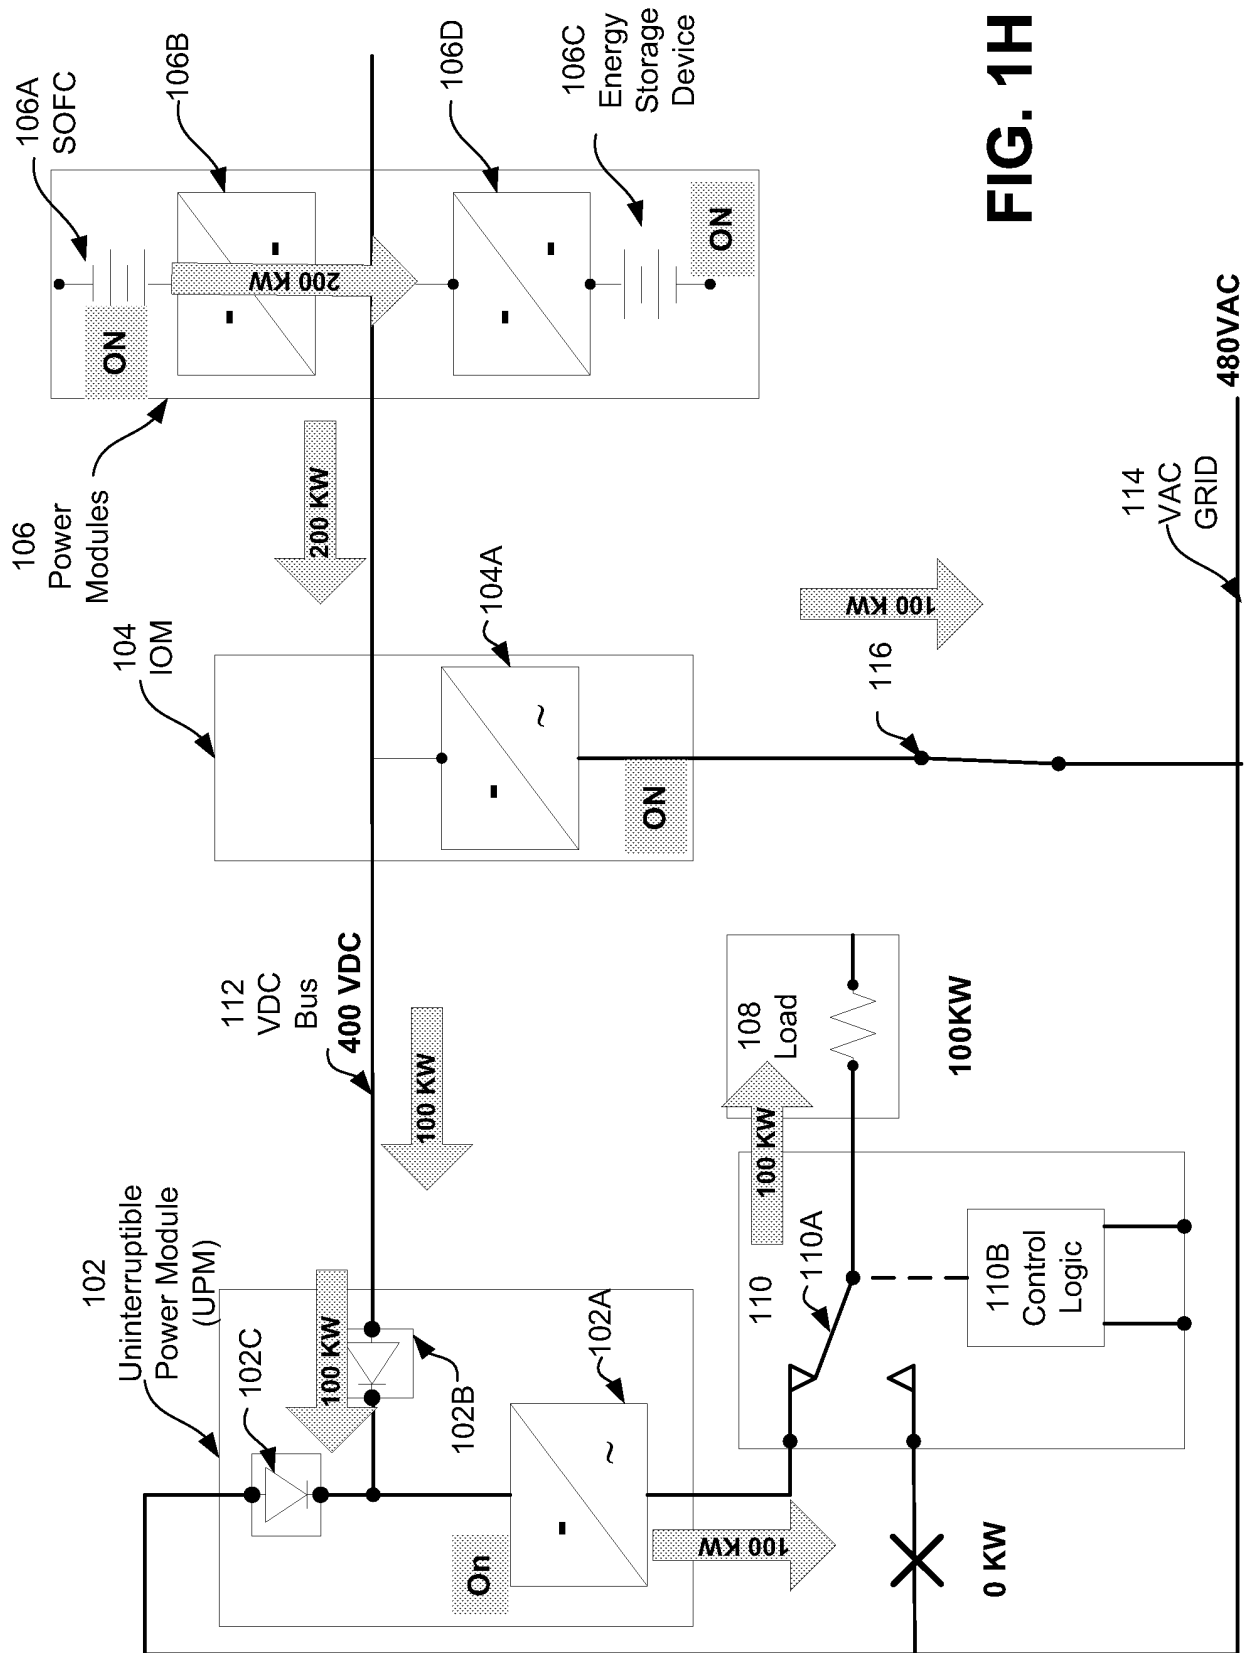 102
Uninterruptible
Power Module
(UPM)
102C
100 KW
102B
102A
On
100 KW
0 KW
112
VDC
Bus
400 VDC
100 KW
110
110A
110B
Control
Logic
100 KW
108
Load
100KW
104
IOM
104A
ON
116
100 KW
106
Power
Modules
200 KW
106A
SOFC
ON
106B
200 KW
106D
106C
Energy
Storage
Device
ON
114
VAC
GRID
480VAC
FIG. 1H